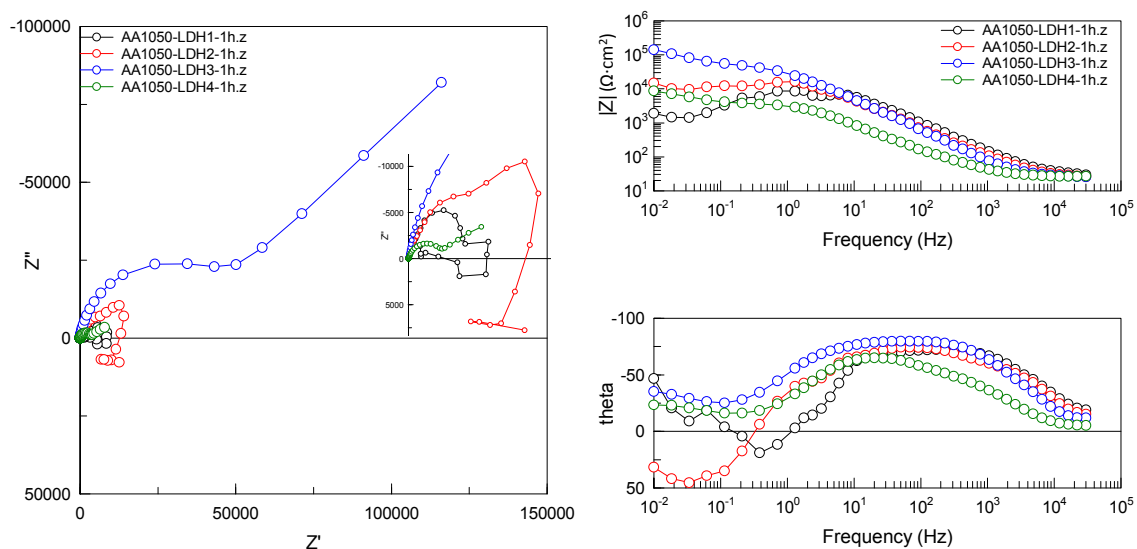 -100000
-50000
0
50000
0
50000
100000
150000
Z''
Z'
AA1050-LDH1-1h.z
AA1050-LDH2-1h.z
AA1050-LDH3-1h.z
AA1050-LDH4-1h.z
-10000
-5000
0
5000
Z''
10^6
10^5
10^4
10^3
10^2
10^1
|Z| (Ω·cm²)
AA1050-LDH1-1h.z
AA1050-LDH2-1h.z
AA1050-LDH3-1h.z
AA1050-LDH4-1h.z
10^-2 10^-1 10^0 10^1 10^2 10^3 10^4 10^5
Frequency (Hz)
-100
-50
0
50
theta
10^-2 10^-1 10^0 10^1 10^2 10^3 10^4 10^5
Frequency (Hz)